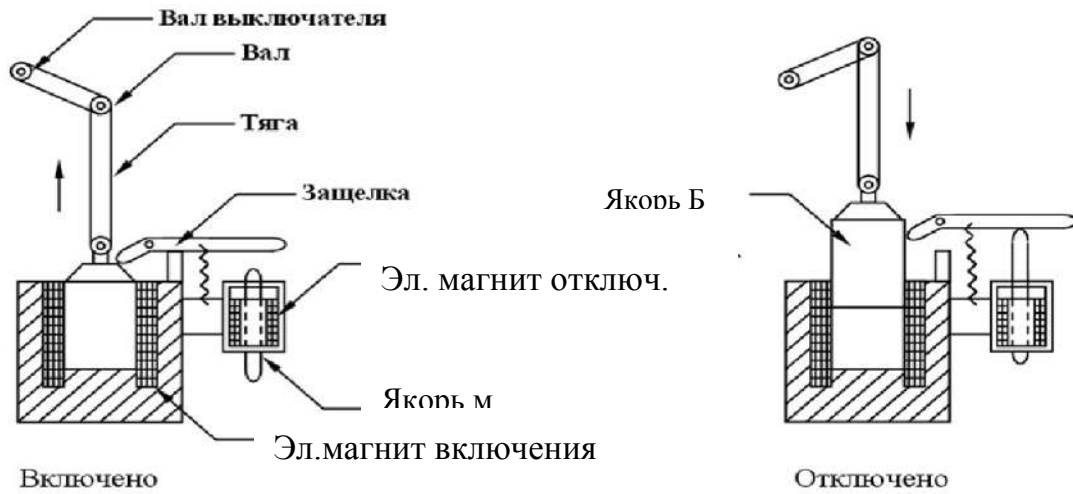 Вал выключателя
Вал
Тяга
Защелка
Эл. магнит отключ.
Якорь м
Эл.магнит включения
Включено
Якорь Б
Отключено